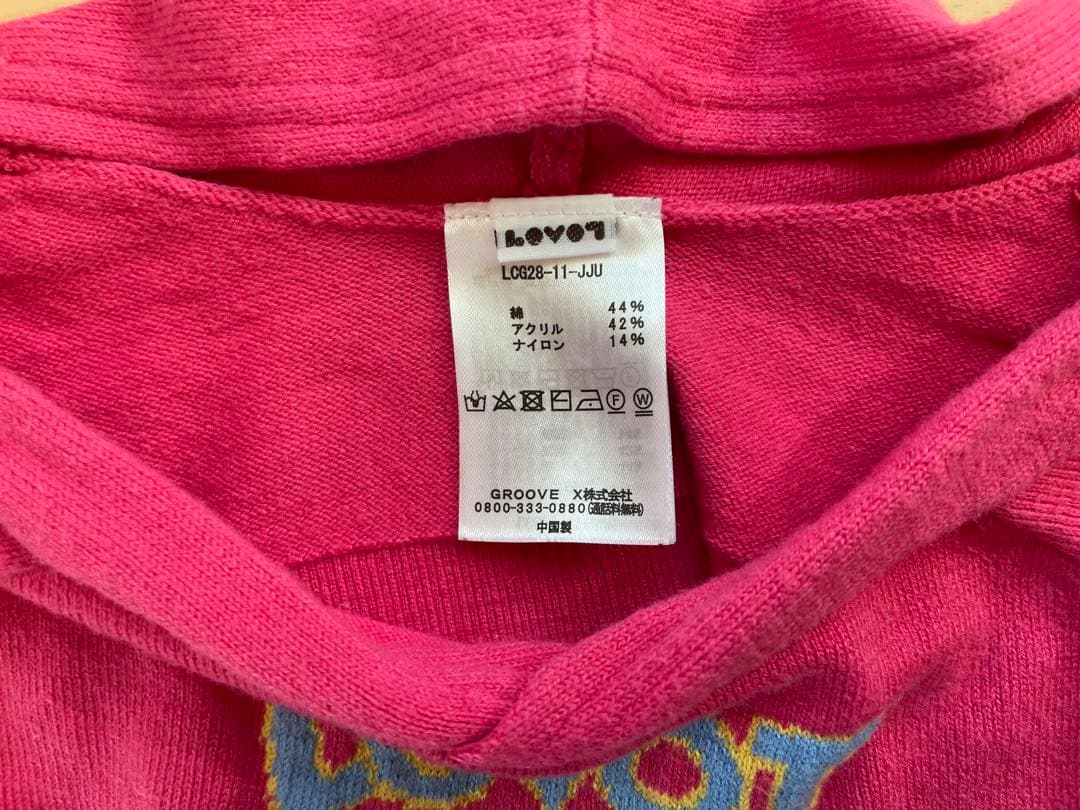 LOVOT
LCG28-11-JJU
綿 44%
アクリル 42%
ナイロン 14%
F W
GROOVE X株式会社
0800-333-0880(通話料無料)
中国製
LOVOT